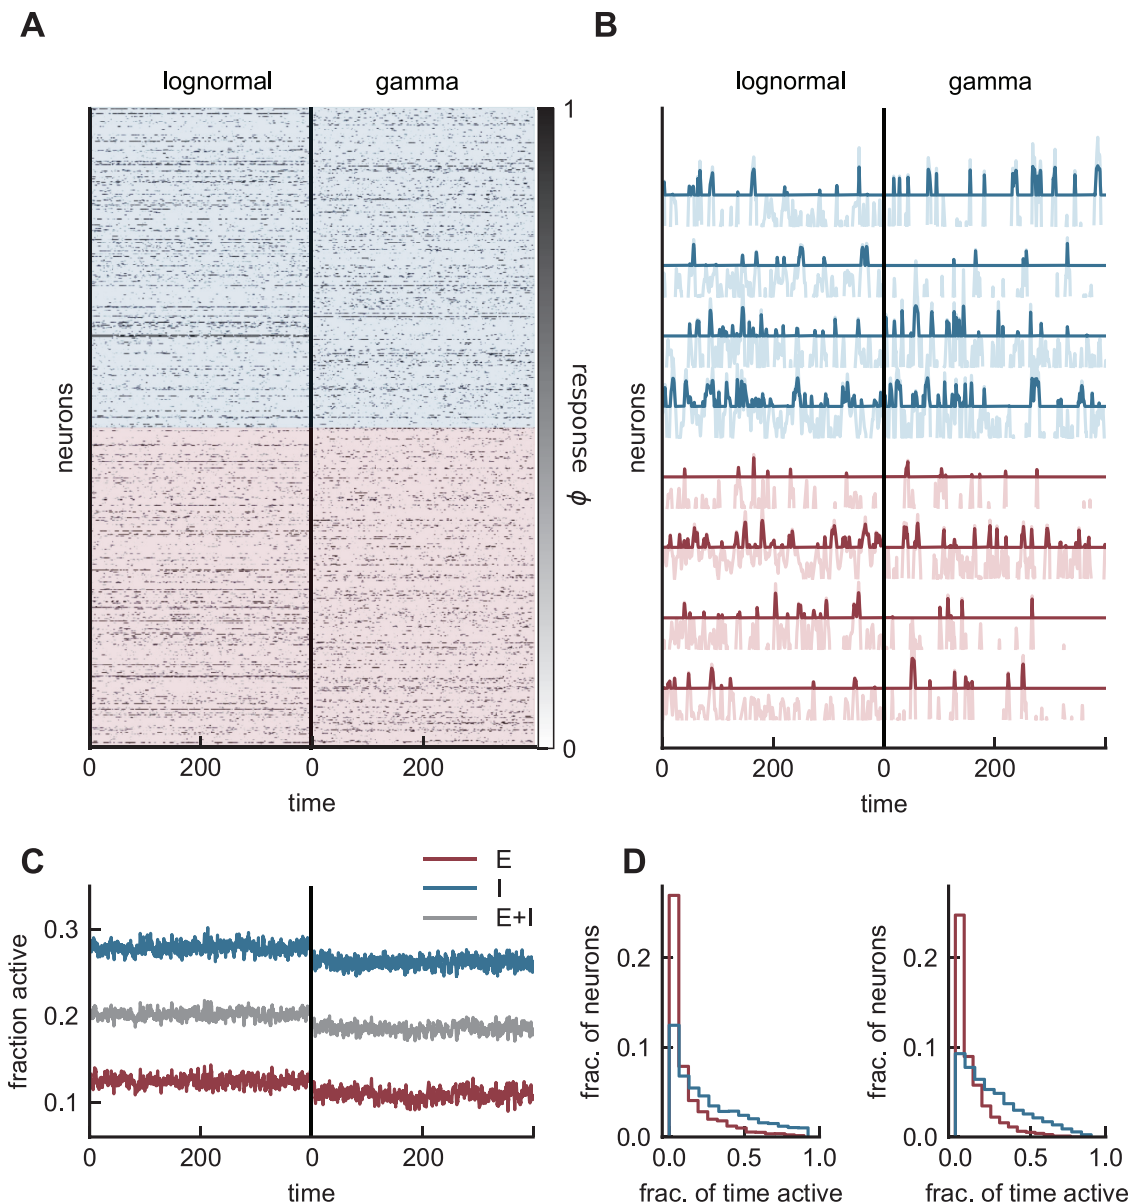 A
lognormal
gamma
neurons
1
0
response ϕ
0
200
0
200
time
B
lognormal
gamma
neurons
0
200
0
200
time
C
E
I
E+I
fraction active
0.3
0.2
0.1
0
200
0
200
time
D
frac. of neurons
0.2
0.1
0.0
0.0
0.5
1.0
frac. of time active
frac. of neurons
0.2
0.1
0.0
0.0
0.5
1.0
frac. of time active